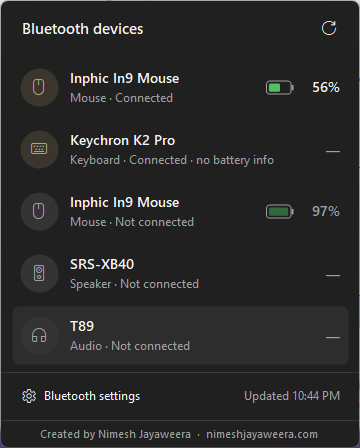 Bluetooth devices
Inphic In9 Mouse
56%
Mouse · Connected
Keychron K2 Pro
—
Keyboard · Connected · no battery info
Inphic In9 Mouse
97%
Mouse · Not connected
SRS-XB40
—
Speaker · Not connected
T89
—
Audio · Not connected
Bluetooth settings
Updated 10:44 PM
Created by Nimesh Jayaweera · nimeshjayaweera.com